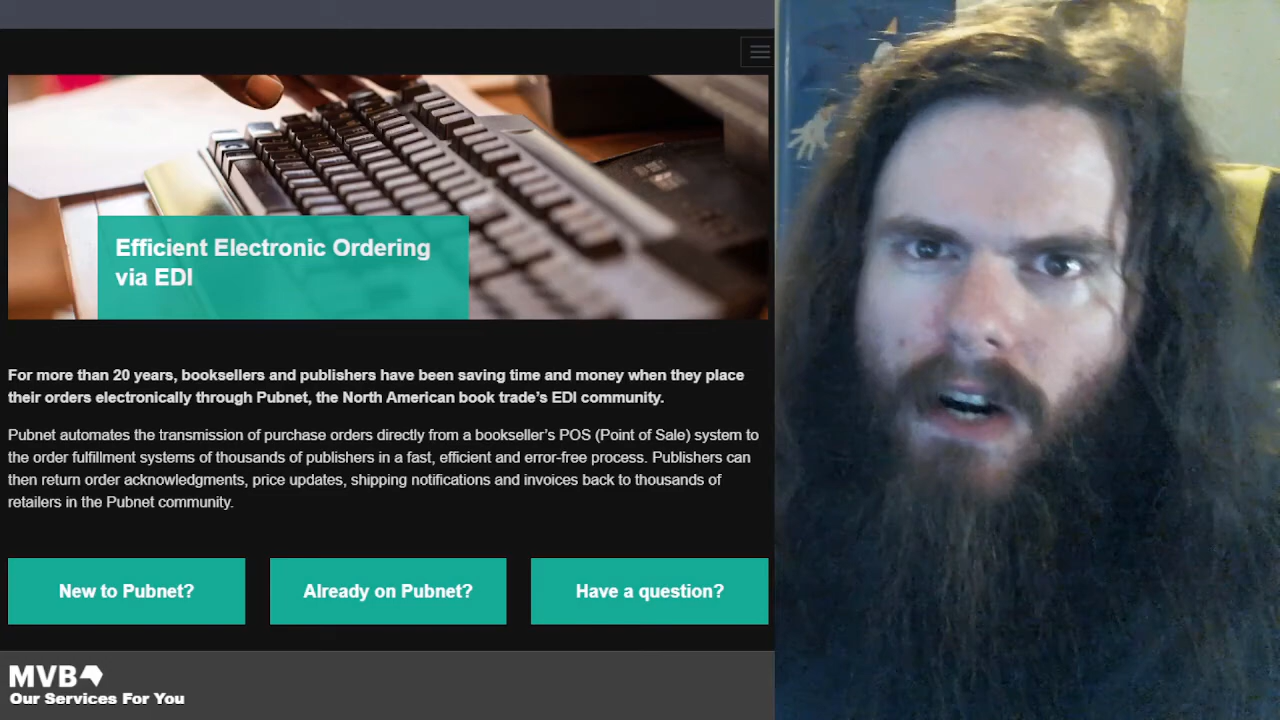 Efficient Electronic Ordering
via EDI
For more than 20 years, booksellers and publishers have been saving time and money when they place
their orders electronically through Pubnet, the North American book trade’s EDI community.
Pubnet automates the transmission of purchase orders directly from a bookseller’s POS (Point of Sale) system to
the order fulfillment systems of thousands of publishers in a fast, efficient and error-free process. Publishers can
then return order acknowledgments, price updates, shipping notifications and invoices back to thousands of
retailers in the Pubnet community.
New to Pubnet? Already on Pubnet? Have a question?
MVB
Our Services For You